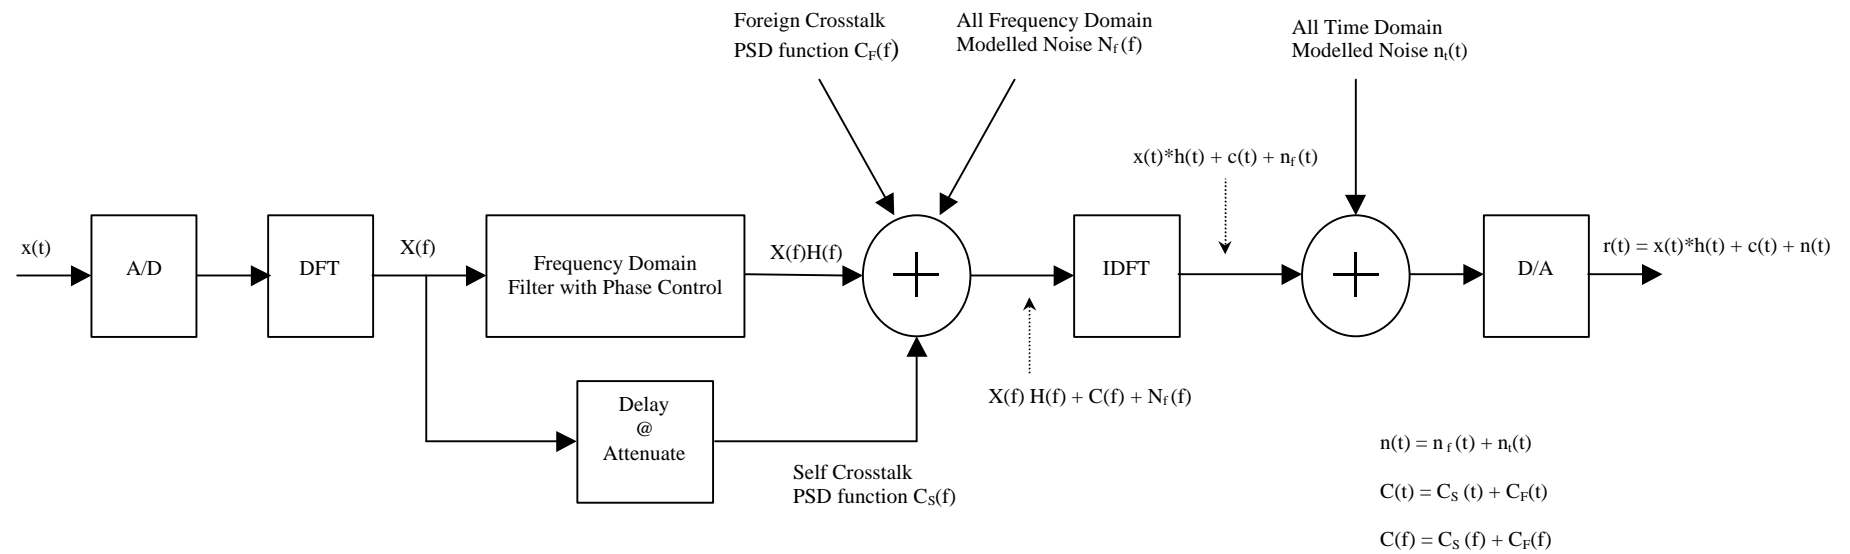 Foreign Crosstalk
PSD function C_F(f)
All Frequency Domain
Modelled Noise N_f (f)
All Time Domain
Modelled Noise n_t(t)
x(t)*h(t) + c(t) + n_f (t)
x(t)
A/D
DFT
X(f)
Frequency Domain
Filter with Phase Control
X(f)H(f)
IDFT
D/A
r(t) = x(t)*h(t) + c(t) + n(t)
X(f) H(f) + C(f) + N_f (f)
Delay
@
Attenuate
Self Crosstalk
PSD function C_S(f)
n(t) = n_f (t) + n_t(t)
C(t) = C_S (t) + C_F(t)
C(f) = C_S (f) + C_F(f)